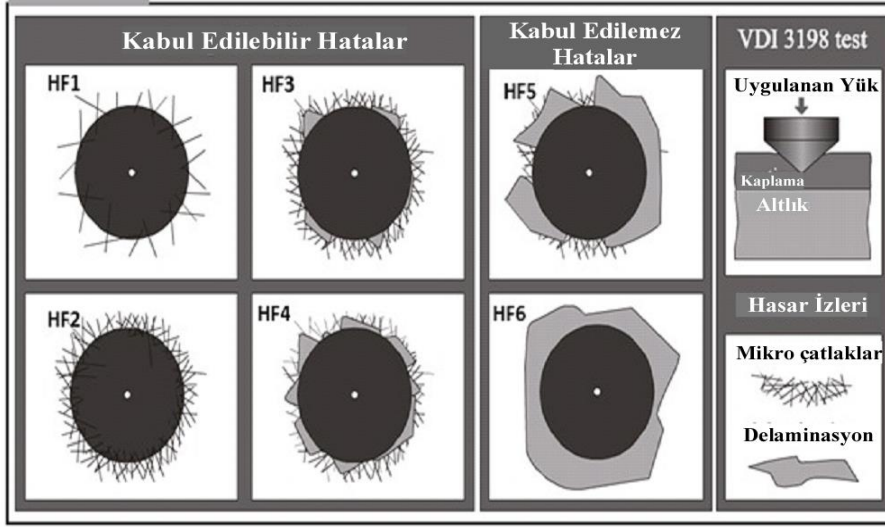 Kabul Edilebilir Hatalar
HF1
HF3
HF2
HF4
Kabul Edilemez
Hatalar
HF5
HF6
VDI 3198 test
Uygulanan Yük
Kaplama
Altlık
Hasar İzleri
Mikro çatlaklar
Delaminasyon